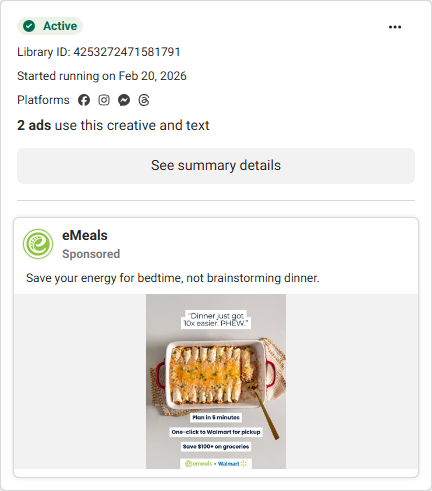 Active
Library ID: 4253272471581791
Started running on Feb 20, 2026
Platforms
2 ads use this creative and text
See summary details
eMeals
Sponsored
Save your energy for bedtime, not brainstorming dinner.
"Dinner just got
10x easier. PHEW."
Plan in 5 minutes
One-click to Walmart for pickup
Save $100+ on groceries
emeals + Walmart